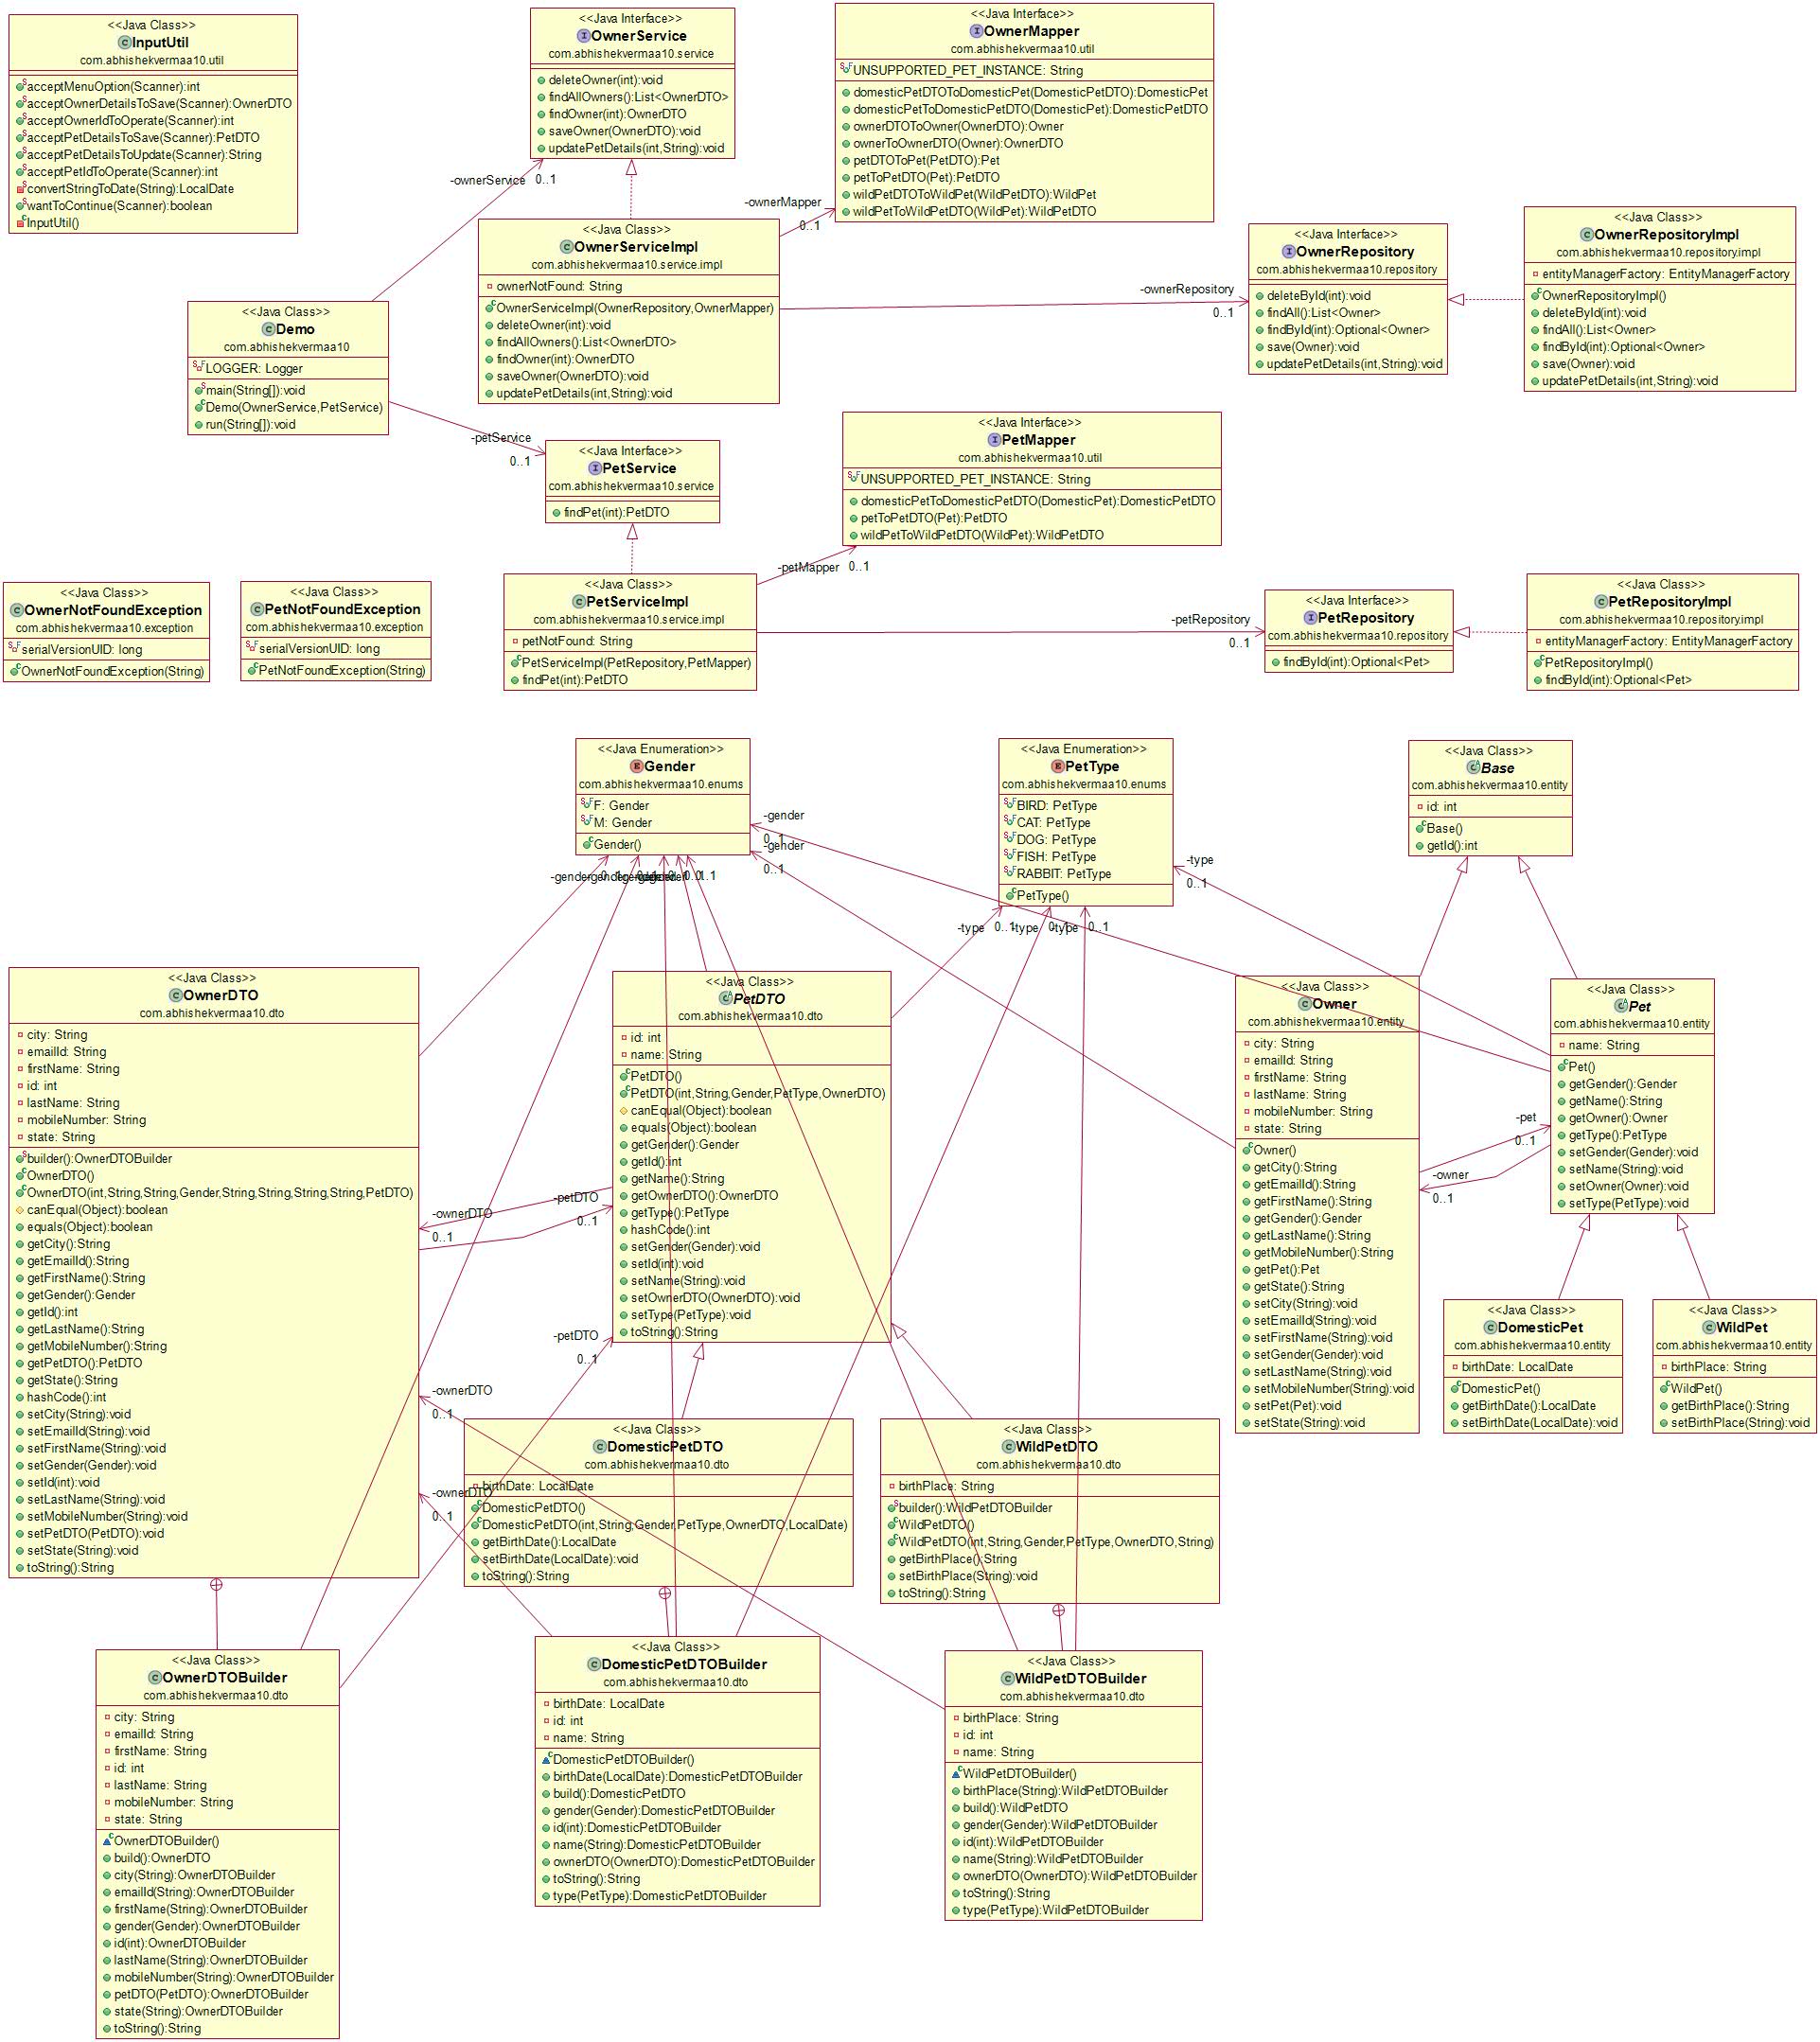 <<Java Class>>
InputUtil
com.abhishekvermaa10.util
acceptMenuOption(Scanner):int
acceptOwnerDetailsToSave(Scanner):OwnerDTO
acceptOwnerIdToOperate(Scanner):int
acceptPetDetailsToSave(Scanner):PetDTO
acceptPetDetailsToUpdate(Scanner):String
acceptPetIdToOperate(Scanner):int
convertStringToDate(String):LocalDate
wantToContinue(Scanner):boolean
InputUtil()
<<Java Interface>>
OwnerService
com.abhishekvermaa10.service
deleteOwner(int):void
findAllOwners():List<OwnerDTO>
findOwner(int):OwnerDTO
saveOwner(OwnerDTO):void
updatePetDetails(int,String):void
<<Java Interface>>
OwnerMapper
com.abhishekvermaa10.util
UNSUPPORTED_PET_INSTANCE: String
domesticPetDTOToDomesticPet(DomesticPetDTO):DomesticPet
domesticPetToDomesticPetDTO(DomesticPet):DomesticPetDTO
ownerDTOToOwner(OwnerDTO):Owner
ownerToOwnerDTO(Owner):OwnerDTO
petDTOToPet(PetDTO):Pet
petToPetDTO(Pet):PetDTO
wildPetDTOToWildPet(WildPetDTO):WildPet
wildPetToWildPetDTO(WildPet):WildPetDTO
-ownerService
0..1
-ownerMapper
0..1
<<Java Class>>
OwnerServiceImpl
com.abhishekvermaa10.service.impl
ownerNotFound: String
OwnerServiceImpl(OwnerRepository,OwnerMapper)
deleteOwner(int):void
findAllOwners():List<OwnerDTO>
findOwner(int):OwnerDTO
saveOwner(OwnerDTO):void
updatePetDetails(int,String):void
-ownerRepository
0..1
<<Java Interface>>
OwnerRepository
com.abhishekvermaa10.repository
deleteById(int):void
findAll():List<Owner>
findById(int):Optional<Owner>
save(Owner):void
updatePetDetails(int,String):void
<<Java Class>>
OwnerRepositoryImpl
com.abhishekvermaa10.repository.impl
entityManagerFactory: EntityManagerFactory
OwnerRepositoryImpl()
deleteById(int):void
findAll():List<Owner>
findById(int):Optional<Owner>
save(Owner):void
updatePetDetails(int,String):void
<<Java Class>>
Demo
com.abhishekvermaa10
LOGGER: Logger
main(String[]):void
Demo(OwnerService,PetService)
run(String[]):void
-petService
0..1
<<Java Interface>>
PetService
com.abhishekvermaa10.service
findPet(int):PetDTO
<<Java Interface>>
PetMapper
com.abhishekvermaa10.util
UNSUPPORTED_PET_INSTANCE: String
domesticPetToDomesticPetDTO(DomesticPet):DomesticPetDTO
petToPetDTO(Pet):PetDTO
wildPetToWildPetDTO(WildPet):WildPetDTO
-petMapper
0..1
<<Java Class>>
OwnerNotFoundException
com.abhishekvermaa10.exception
serialVersionUID: long
OwnerNotFoundException(String)
<<Java Class>>
PetNotFoundException
com.abhishekvermaa10.exception
serialVersionUID: long
PetNotFoundException(String)
<<Java Class>>
PetServiceImpl
com.abhishekvermaa10.service.impl
petNotFound: String
PetServiceImpl(PetRepository,PetMapper)
findPet(int):PetDTO
-petRepository
0..1
<<Java Interface>>
PetRepository
com.abhishekvermaa10.repository
findById(int):Optional<Pet>
<<Java Class>>
PetRepositoryImpl
com.abhishekvermaa10.repository.impl
entityManagerFactory: EntityManagerFactory
PetRepositoryImpl()
findById(int):Optional<Pet>
<<Java Enumeration>>
Gender
com.abhishekvermaa10.enums
F: Gender
M: Gender
Gender()
-gender
0..1
-gender
0..1
<<Java Enumeration>>
PetType
com.abhishekvermaa10.enums
BIRD: PetType
CAT: PetType
DOG: PetType
FISH: PetType
RABBIT: PetType
PetType()
-type
0..1
<<Java Class>>
Base
com.abhishekvermaa10.entity
id: int
Base()
getId():int
-gender
-type
0..1
-type
0..1
-type
0..1
<<Java Class>>
OwnerDTO
com.abhishekvermaa10.dto
city: String
emailId: String
firstName: String
id: int
lastName: String
mobileNumber: String
state: String
builder():OwnerDTOBuilder
OwnerDTO()
OwnerDTO(int,String,String,Gender,String,String,String,String,PetDTO)
canEqual(Object):boolean
equals(Object):boolean
getCity():String
getEmailId():String
getFirstName():String
getGender():Gender
getId():int
getLastName():String
getMobileNumber():String
getPetDTO():PetDTO
getState():String
hashCode():int
setCity(String):void
setEmailId(String):void
setFirstName(String):void
setGender(Gender):void
setId(int):void
setLastName(String):void
setMobileNumber(String):void
setPetDTO(PetDTO):void
setState(String):void
toString():String
<<Java Class>>
PetDTO
com.abhishekvermaa10.dto
id: int
name: String
PetDTO()
PetDTO(int,String,Gender,PetType,OwnerDTO)
canEqual(Object):boolean
equals(Object):boolean
getGender():Gender
getId():int
getName():String
getOwnerDTO():OwnerDTO
getType():PetType
hashCode():int
setGender(Gender):void
setId(int):void
setName(String):void
setOwnerDTO(OwnerDTO):void
setType(PetType):void
toString():String
-petDTO
0..1
-ownerDTO
0..1
-petDTO
0..1
-ownerDTO
0..1
-ownerDTO
0..1
<<Java Class>>
Owner
com.abhishekvermaa10.entity
city: String
emailId: String
firstName: String
lastName: String
mobileNumber: String
state: String
Owner()
getCity():String
getEmailId():String
getFirstName():String
getGender():Gender
getLastName():String
getMobileNumber():String
getPet():Pet
getState():String
setCity(String):void
setEmailId(String):void
setFirstName(String):void
setGender(Gender):void
setLastName(String):void
setMobileNumber(String):void
setPet(Pet):void
setState(String):void
-pet
0..1
-owner
0..1
<<Java Class>>
Pet
com.abhishekvermaa10.entity
name: String
Pet()
getGender():Gender
getName():String
getOwner():Owner
getType():PetType
setGender(Gender):void
setName(String):void
setOwner(Owner):void
setType(PetType):void
<<Java Class>>
DomesticPet
com.abhishekvermaa10.entity
birthDate: LocalDate
DomesticPet()
getBirthDate():LocalDate
setBirthDate(LocalDate):void
<<Java Class>>
WildPet
com.abhishekvermaa10.entity
birthPlace: String
WildPet()
getBirthPlace():String
setBirthPlace(String):void
<<Java Class>>
DomesticPetDTO
com.abhishekvermaa10.dto
birthDate: LocalDate
DomesticPetDTO()
DomesticPetDTO(int,String,Gender,PetType,OwnerDTO,LocalDate)
getBirthDate():LocalDate
setBirthDate(LocalDate):void
toString():String
<<Java Class>>
WildPetDTO
com.abhishekvermaa10.dto
birthPlace: String
builder():WildPetDTOBuilder
WildPetDTO()
WildPetDTO(int,String,Gender,PetType,OwnerDTO,String)
getBirthPlace():String
setBirthPlace(String):void
toString():String
<<Java Class>>
OwnerDTOBuilder
com.abhishekvermaa10.dto
city: String
emailId: String
firstName: String
id: int
lastName: String
mobileNumber: String
state: String
OwnerDTOBuilder()
build():OwnerDTO
city(String):OwnerDTOBuilder
emailId(String):OwnerDTOBuilder
firstName(String):OwnerDTOBuilder
gender(Gender):OwnerDTOBuilder
id(int):OwnerDTOBuilder
lastName(String):OwnerDTOBuilder
mobileNumber(String):OwnerDTOBuilder
petDTO(PetDTO):OwnerDTOBuilder
state(String):OwnerDTOBuilder
toString():String
<<Java Class>>
DomesticPetDTOBuilder
com.abhishekvermaa10.dto
birthDate: LocalDate
id: int
name: String
DomesticPetDTOBuilder()
birthDate(LocalDate):DomesticPetDTOBuilder
build():DomesticPetDTO
gender(Gender):DomesticPetDTOBuilder
id(int):DomesticPetDTOBuilder
name(String):DomesticPetDTOBuilder
ownerDTO(OwnerDTO):DomesticPetDTOBuilder
toString():String
type(PetType):DomesticPetDTOBuilder
<<Java Class>>
WildPetDTOBuilder
com.abhishekvermaa10.dto
birthPlace: String
id: int
name: String
WildPetDTOBuilder()
birthPlace(String):WildPetDTOBuilder
build():WildPetDTO
gender(Gender):WildPetDTOBuilder
id(int):WildPetDTOBuilder
name(String):WildPetDTOBuilder
ownerDTO(OwnerDTO):WildPetDTOBuilder
toString():String
type(PetType):WildPetDTOBuilder